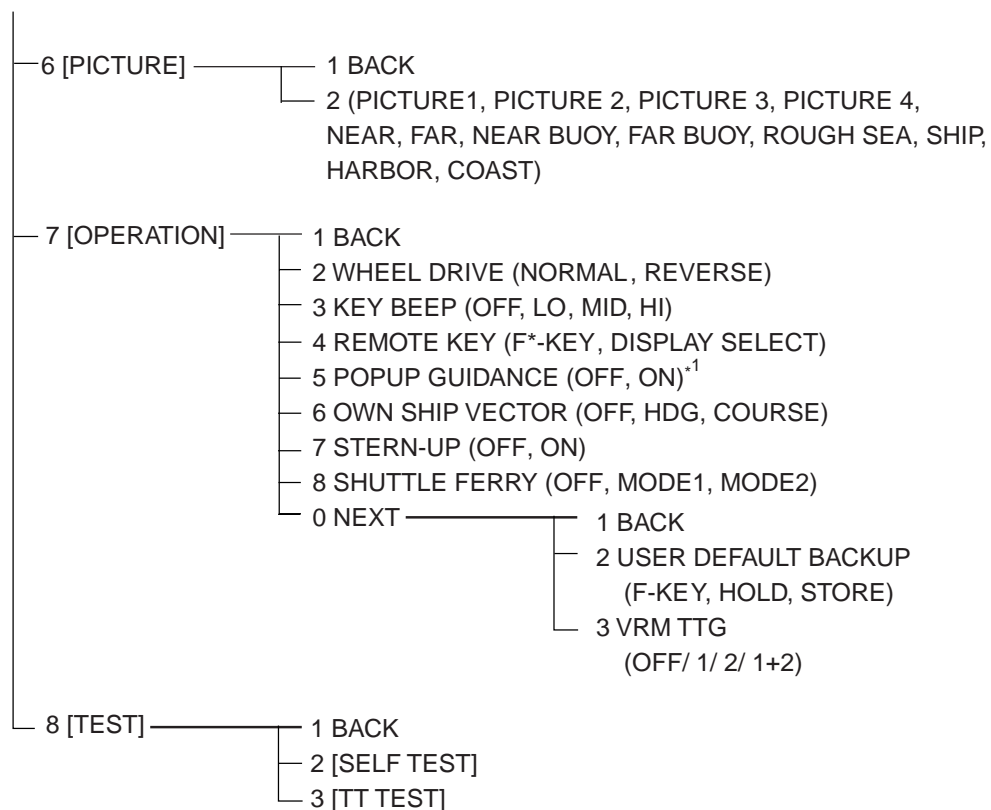 6 [PICTURE]
1 BACK
2 (PICTURE1, PICTURE 2, PICTURE 3, PICTURE 4,
NEAR, FAR, NEAR BUOY, FAR BUOY, ROUGH SEA, SHIP,
HARBOR, COAST)
7 [OPERATION]
1 BACK
2 WHEEL DRIVE (NORMAL, REVERSE)
3 KEY BEEP (OFF, LO, MID, HI)
4 REMOTE KEY (F*-KEY, DISPLAY SELECT)
5 POPUP GUIDANCE (OFF, ON)*1
6 OWN SHIP VECTOR (OFF, HDG, COURSE)
7 STERN-UP (OFF, ON)
8 SHUTTLE FERRY (OFF, MODE1, MODE2)
0 NEXT
1 BACK
2 USER DEFAULT BACKUP
(F-KEY, HOLD, STORE)
3 VRM TTG
(OFF/ 1/ 2/ 1+2)
8 [TEST]
1 BACK
2 [SELF TEST]
3 [TT TEST]